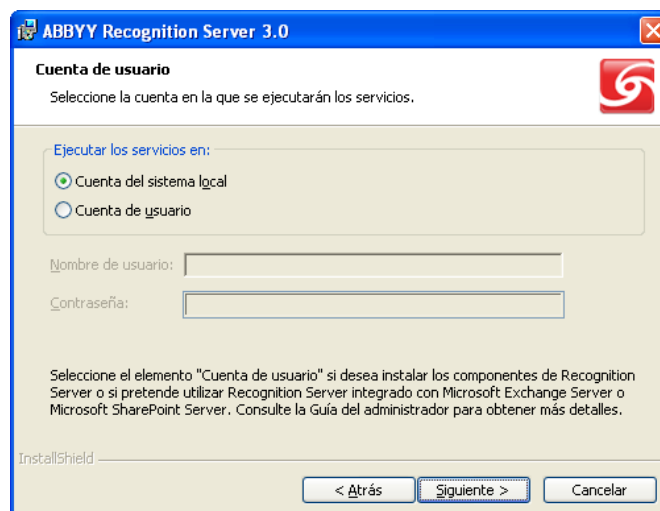 ABBYY Recognition Server 3.0
Cuenta de usuario
Seleccione la cuenta en la que se ejecutarán los servicios.
Ejecutar los servicios en:
Cuenta del sistema local
Cuenta de usuario
Nombre de usuario:
Contraseña:
Seleccione el elemento "Cuenta de usuario" si desea instalar los componentes de Recognition
Server o si pretende utilizar Recognition Server integrado con Microsoft Exchange Server o
Microsoft SharePoint Server. Consulte la Guía del administrador para obtener más detalles.
InstallShield
< Atrás Siguiente > Cancelar